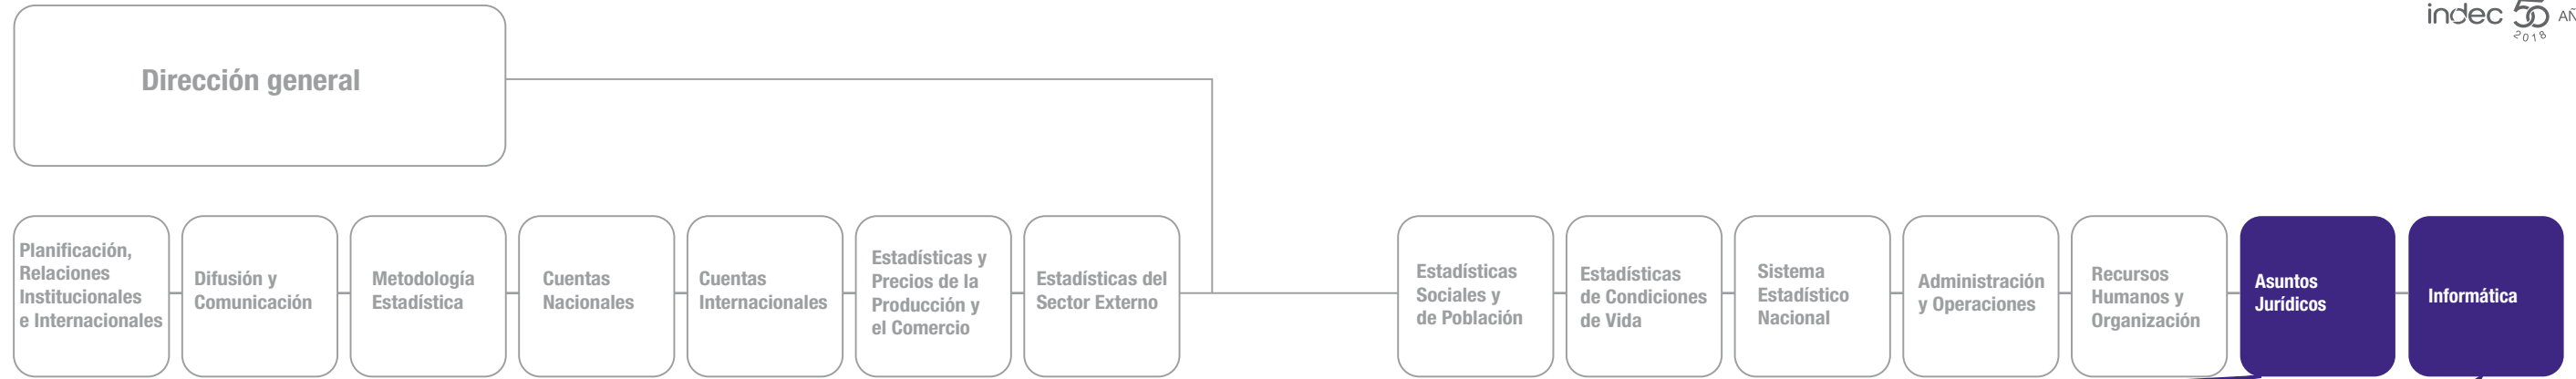 indec 50 AÑ
2018
Dirección general
Planificación,
Relaciones
Institucionales
e Internacionales
Difusión y
Comunicación
Metodología
Estadística
Cuentas
Nacionales
Cuentas
Internacionales
Estadísticas y
Precios de la
Producción y
el Comercio
Estadísticas del
Sector Externo
Estadísticas
Sociales y
de Población
Estadísticas
de Condiciones
de Vida
Sistema
Estadístico
Nacional
Administración
y Operaciones
Recursos
Humanos y
Organización
Asuntos
Jurídicos
Informática